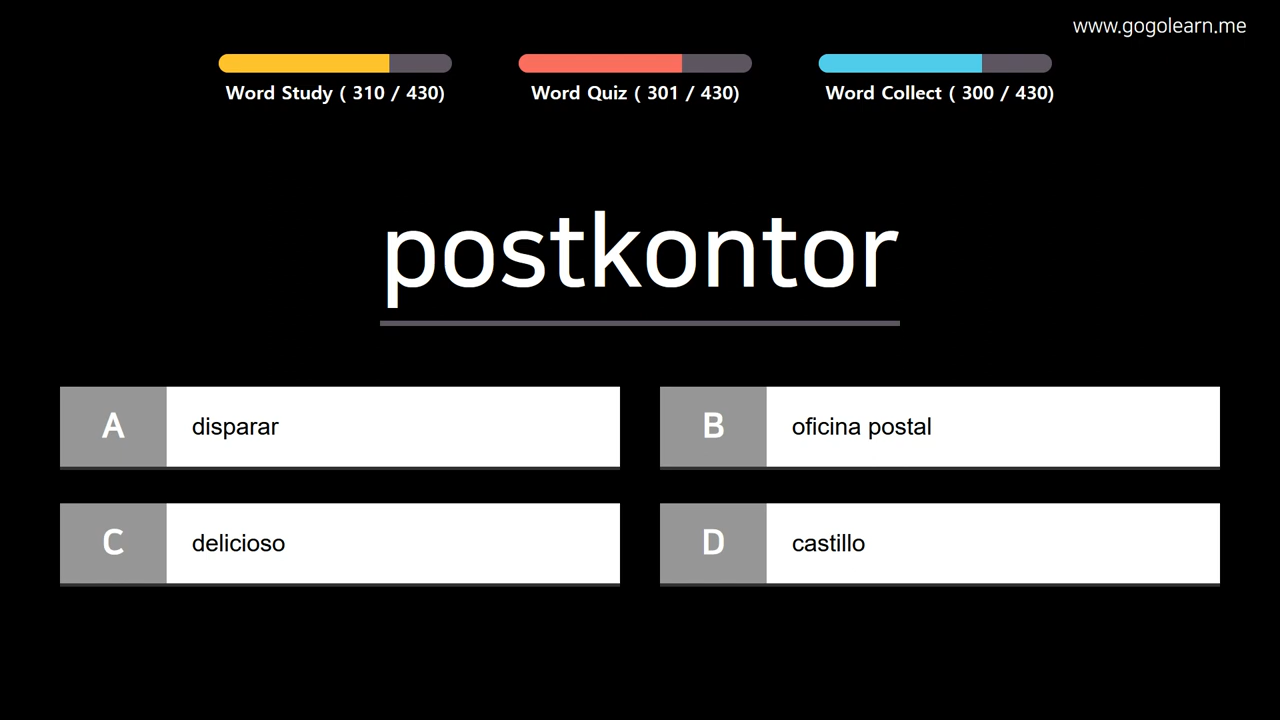 www.gogolearn.me
Word Study ( 310 / 430)
Word Quiz ( 301 / 430)
Word Collect ( 300 / 430)
postkontor
A disparar
B oficina postal
C delicioso
D castillo